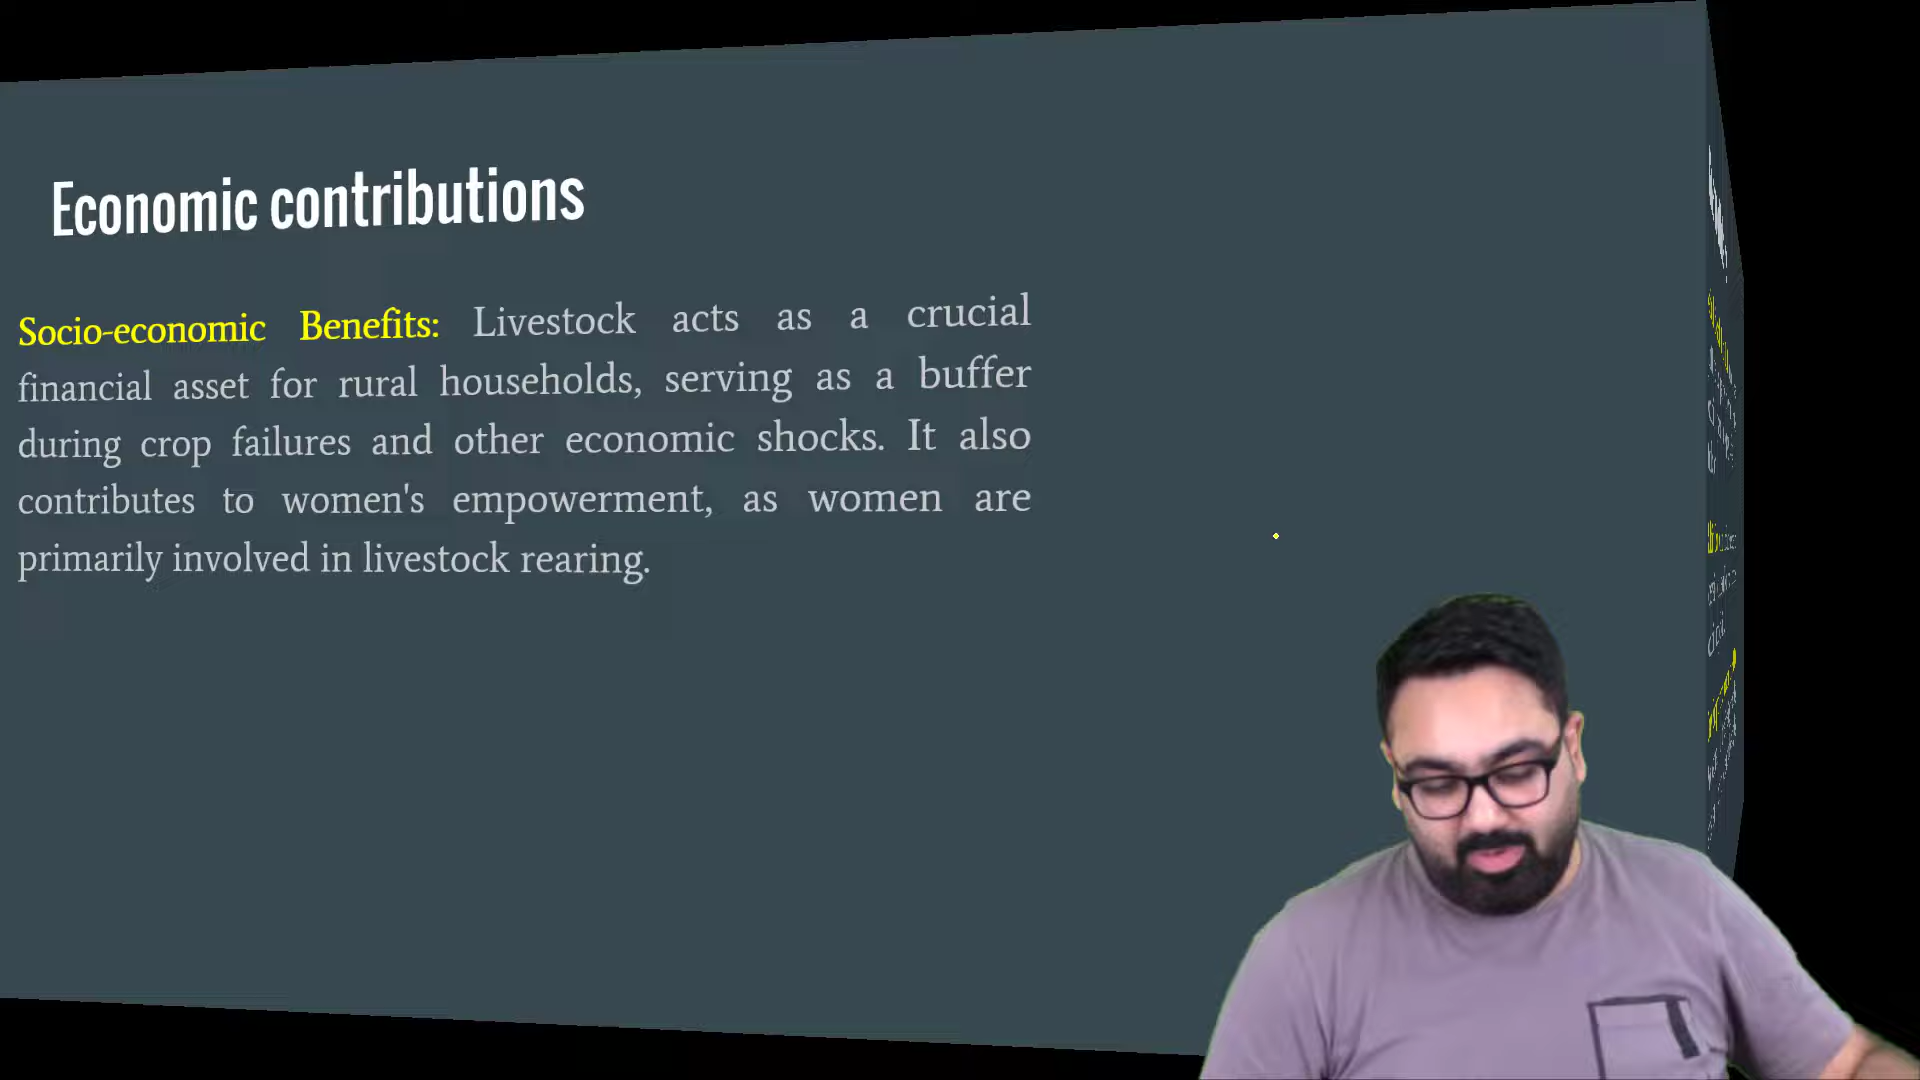 Economic contributions
Socio-economic Benefits: Livestock acts as a crucial
financial asset for rural households, serving as a buffer
during crop failures and other economic shocks. It also
contributes to women's empowerment, as women are
primarily involved in livestock rearing.